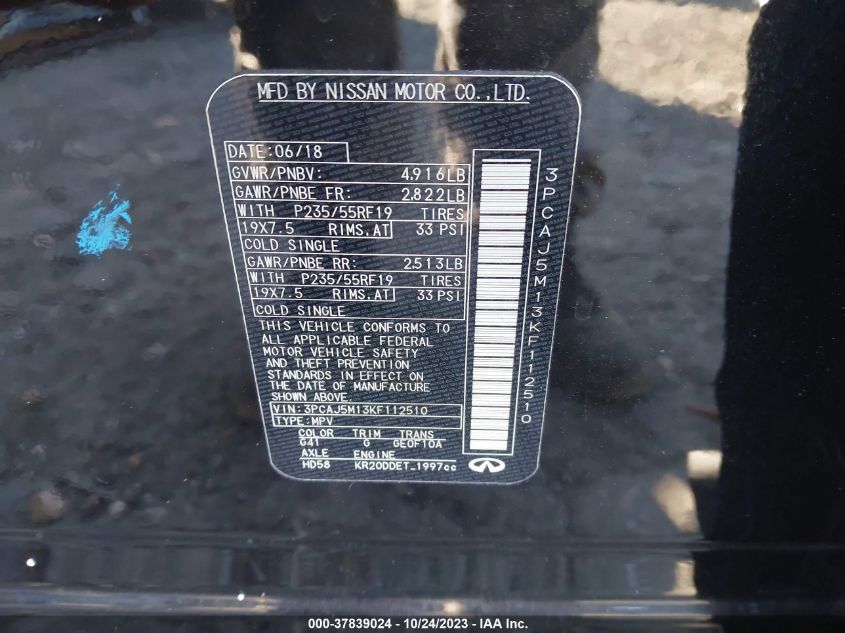 MFD BY NISSAN MOTOR CO.,LTD.
DATE:06/18
GVWR/PNBV: 4,916LB
GAWR/PNBE FR: 2,822LB
WITH P235/55RF19 TIRES
19X7.5 RIMS,AT 33 PSI
COLD SINGLE
GAWR/PNBE RR: 2,513LB
WITH P235/55RF19 TIRES
19X7.5 RIMS,AT 33 PSI
COLD SINGLE
THIS VEHICLE CONFORMS TO
ALL APPLICABLE FEDERAL
MOTOR VEHICLE SAFETY
AND THEFT PREVENTION
STANDARDS IN EFFECT ON
THE DATE OF MANUFACTURE
SHOWN ABOVE.
VIN:3PCAJ5M13KF112510
TYPE:MPV
COLOR TRIM TRANS
G41 G GE0F10A
AXLE ENGINE
HD58 KR20DDET_1997cc
3PCAJ5M13KF112510
000-37839024 - 10/24/2023 - IAA Inc.